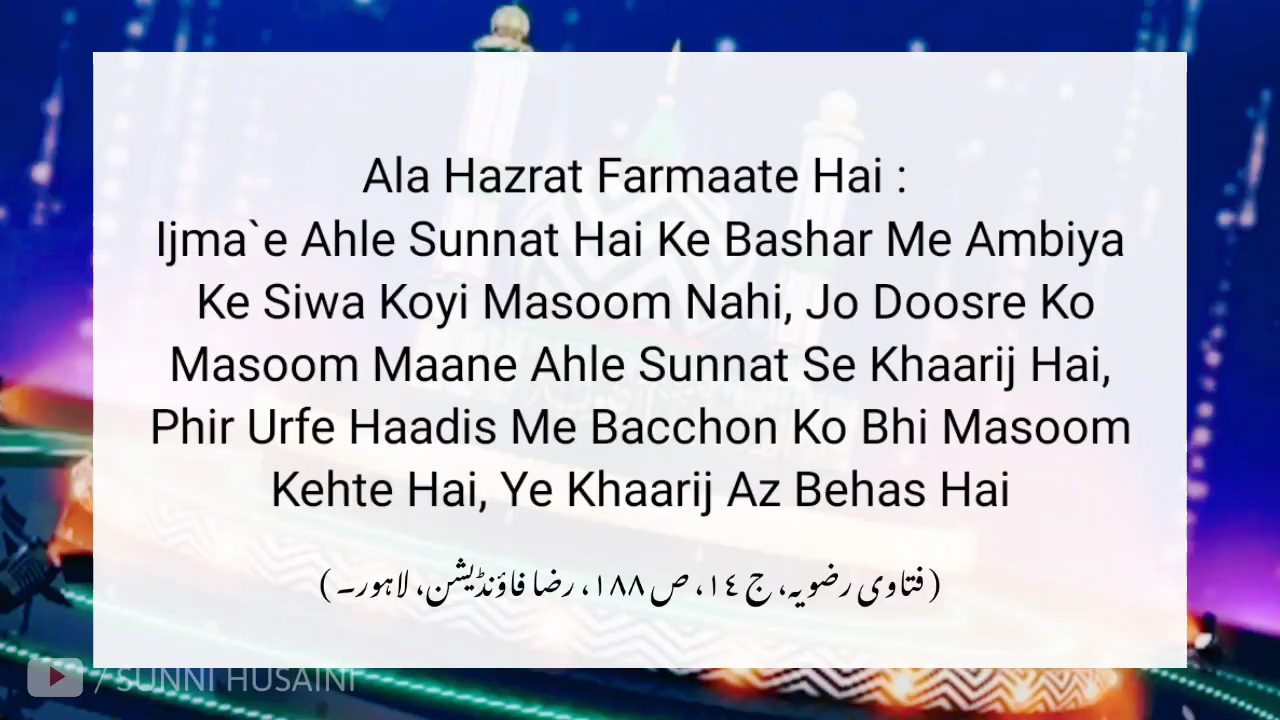 Ala Hazrat Farmaate Hai :
Ijma`e Ahle Sunnat Hai Ke Bashar Me Ambiya
Ke Siwa Koyi Masoom Nahi, Jo Doosre Ko
Masoom Maane Ahle Sunnat Se Khaarij Hai,
Phir Urfe Haadis Me Bacchon Ko Bhi Masoom
Kehte Hai, Ye Khaarij Az Behas Hai
( فتاوی رضویہ، ج ١٤، ص ١٨٨، رضا فاؤنڈیشن، لاہور۔ )
/ SUNNI HUSAINI